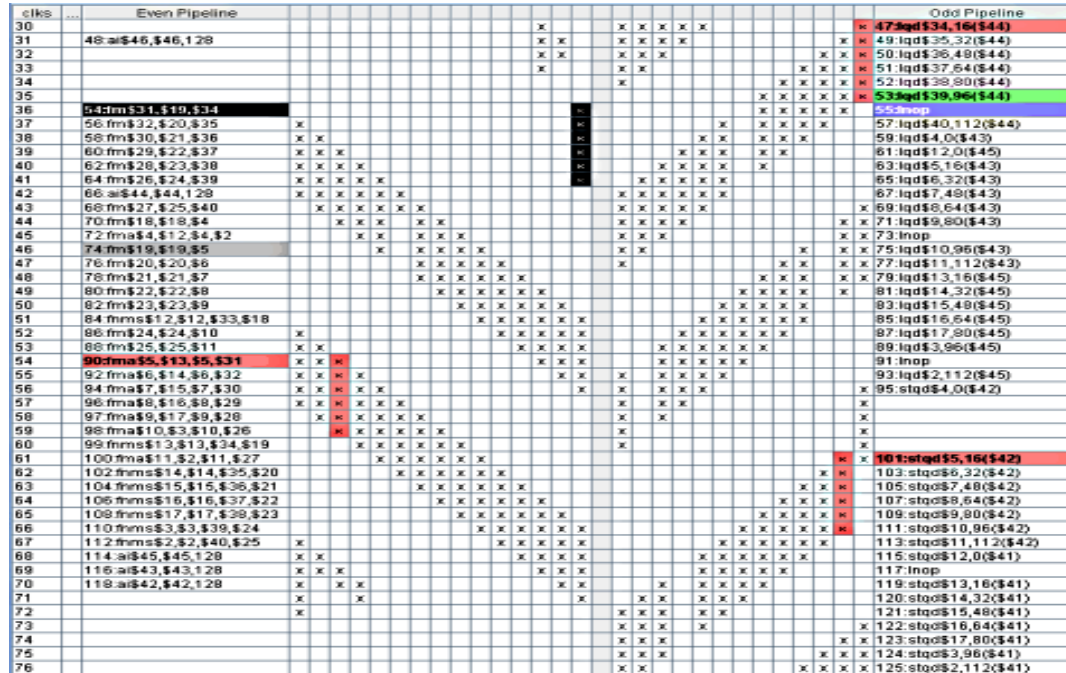 clks ... Even Pipeline Odd Pipeline
30 47:lqd$34,16($44)
31 48:ai$46,$46,128 49:lqd$35,32($44)
32 50:lqd$36,48($44)
33 51:lqd$37,64($44)
34 52:lqd$38,80($44)
35 53:lqd$39,96($44)
36 54:fm$31,$19,$34 55:lnop
37 56:fm$32,$20,$35 57:lqd$40,112($44)
38 58:fm$30,$21,$36 59:lqd$4,0($43)
39 60:fm$29,$22,$37 61:lqd$12,0($45)
40 62:fm$28,$23,$38 63:lqd$5,16($43)
41 64:fm$26,$24,$39 65:lqd$6,32($43)
42 66:ai$44,$44,128 67:lqd$7,48($43)
43 68:fm$27,$25,$40 69:lqd$8,64($43)
44 70:fm$18,$18,$4 71:lqd$9,80($43)
45 72:fma$4,$12,$4,$2 73:lnop
46 74:fm$19,$19,$5 75:lqd$10,96($43)
47 76:fm$20,$20,$6 77:lqd$11,112($43)
48 78:fm$21,$21,$7 79:lqd$13,16($45)
49 80:fm$22,$22,$8 81:lqd$14,32($45)
50 82:fm$23,$23,$9 83:lqd$15,48($45)
51 84:fnms$12,$12,$33,$18 85:lqd$16,64($45)
52 86:fm$24,$24,$10 87:lqd$17,80($45)
53 88:fm$25,$25,$11 89:lqd$3,96($45)
54 90:fma$5,$13,$5,$31 91:lnop
55 92:fma$6,$14,$6,$32 93:lqd$2,112($45)
56 94:fma$7,$15,$7,$30 95:stqd$4,0($42)
57 96:fma$8,$16,$8,$29
58 97:fma$9,$17,$9,$28
59 98:fma$10,$3,$10,$26
60 99:fnms$13,$13,$34,$19
61 100:fma$11,$2,$11,$27 101:stqd$5,16($42)
62 102:fnms$14,$14,$35,$20 103:stqd$6,32($42)
63 104:fnms$15,$15,$36,$21 105:stqd$7,48($42)
64 106:fnms$16,$16,$37,$22 107:stqd$8,64($42)
65 108:fnms$17,$17,$38,$23 109:stqd$9,80($42)
66 110:fnms$3,$3,$39,$24 111:stqd$10,96($42)
67 112:fnms$2,$2,$40,$25 113:stqd$11,112($42)
68 114:ai$45,$45,128 115:stqd$12,0($41)
69 116:ai$43,$43,128 117:lnop
70 118:ai$42,$42,128 119:stqd$13,16($41)
71 120:stqd$14,32($41)
72 121:stqd$15,48($41)
73 122:stqd$16,64($41)
74 123:stqd$17,80($41)
75 124:stqd$3,96($41)
76 125:stqd$2,112($41)